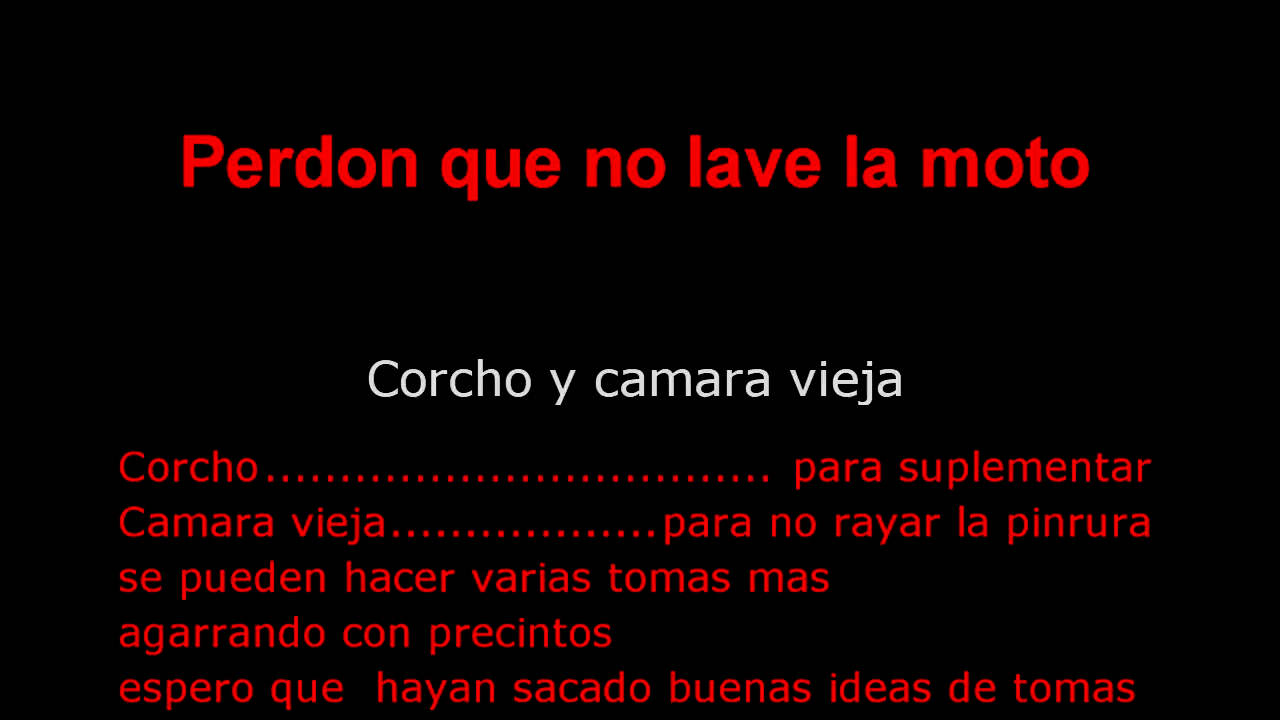 Perdon que no lave la moto
Corcho y camara vieja
Corcho.................................. para suplementar
Camara vieja..................para no rayar la pinrura
se pueden hacer varias tomas mas
agarrando con precintos
espero que  hayan sacado buenas ideas de tomas